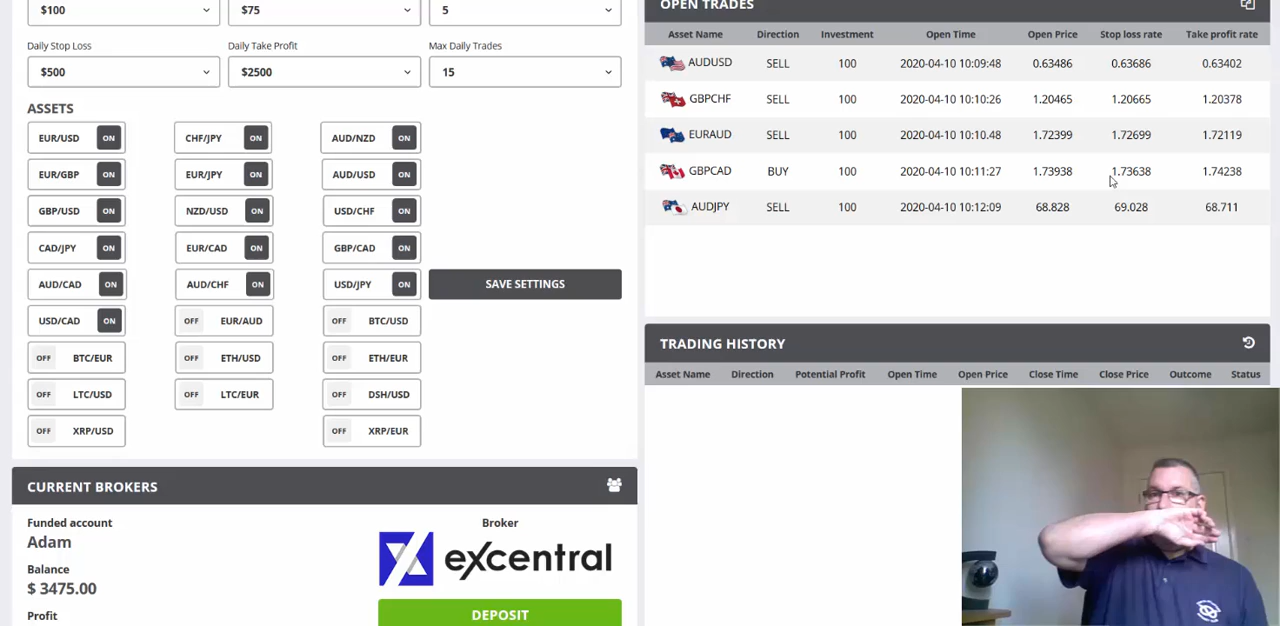 $100 $75 5
Daily Stop Loss Daily Take Profit Max Daily Trades
$500 $2500 15
ASSETS
EUR/USD ON CHF/JPY ON AUD/NZD ON
EUR/GBP ON EUR/JPY ON AUD/USD ON
GBP/USD ON NZD/USD ON USD/CHF ON
CAD/JPY ON EUR/CAD ON GBP/CAD ON
AUD/CAD ON AUD/CHF ON USD/JPY ON SAVE SETTINGS
USD/CAD ON OFF EUR/AUD OFF BTC/USD
OFF BTC/EUR OFF ETH/USD OFF ETH/EUR
OFF LTC/USD OFF LTC/EUR OFF DSH/USD
OFF XRP/USD OFF XRP/EUR
CURRENT BROKERS
Funded account
Adam
Balance
$ 3475.00
Profit
Broker
eXcentral
DEPOSIT
OPEN TRADES
Asset Name Direction Investment Open Time Open Price Stop loss rate Take profit rate
AUDUSD SELL 100 2020-04-10 10:09:48 0.63486 0.63686 0.63402
GBPCHF SELL 100 2020-04-10 10:10:26 1.20465 1.20665 1.20378
EURAUD SELL 100 2020-04-10 10:10.48 1.72399 1.72699 1.72119
GBPCAD BUY 100 2020-04-10 10:11:27 1.73938 1.73638 1.74238
AUDJPY SELL 100 2020-04-10 10:12:09 68.828 69.028 68.711
TRADING HISTORY
Asset Name Direction Potential Profit Open Time Open Price Close Time Close Price Outcome Status